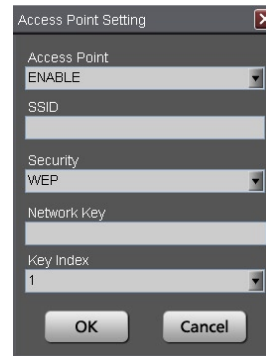 Access Point Setting
Access Point
ENABLE
SSID
Security
WEP
Network Key
Key Index
1
OK Cancel